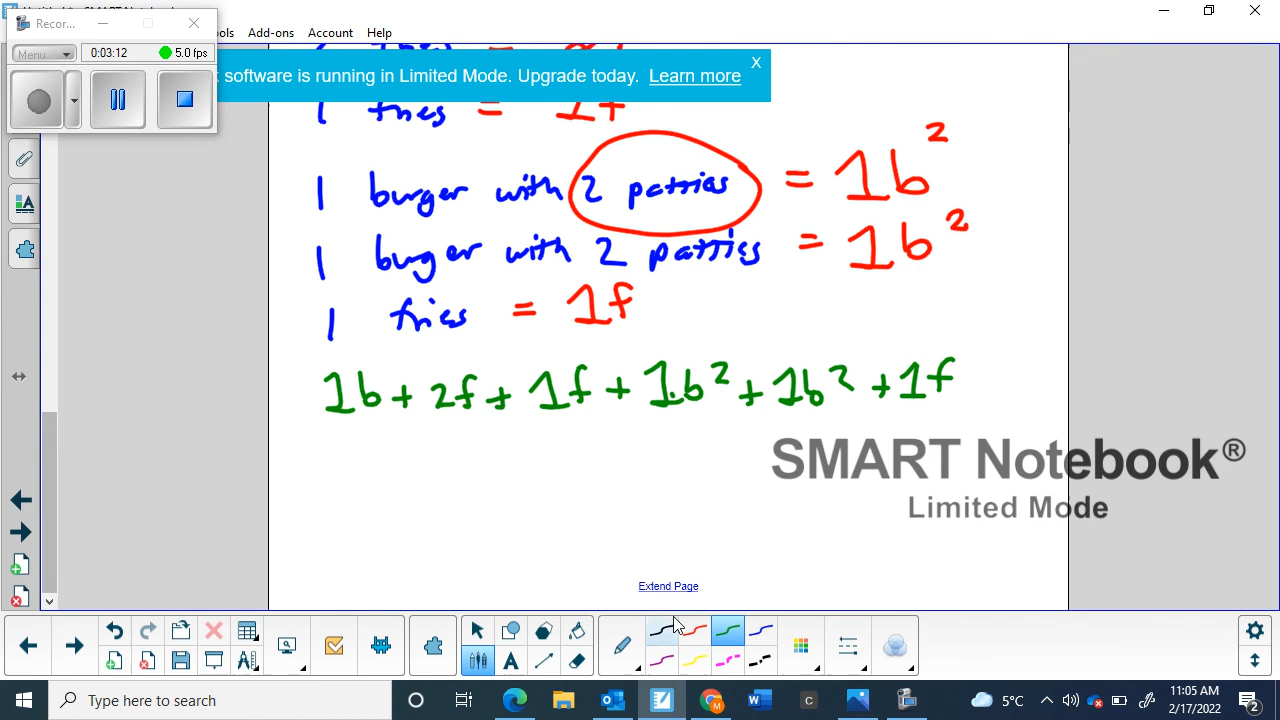 Recor...
Menu
0:03:12
5.0 fps
Add-ons Account Help
software is running in Limited Mode. Upgrade today. Learn more X
1 fries = 1f
1 burger with 2 patties = 1b²
1 burger with 2 patties = 1b²
1 fries = 1f
1b + 2f + 1f + 1b² + 1b² + 1f
SMART Notebook®
Limited Mode
Extend Page
Type here to search
5°C
11:05 AM
2/17/2022
2